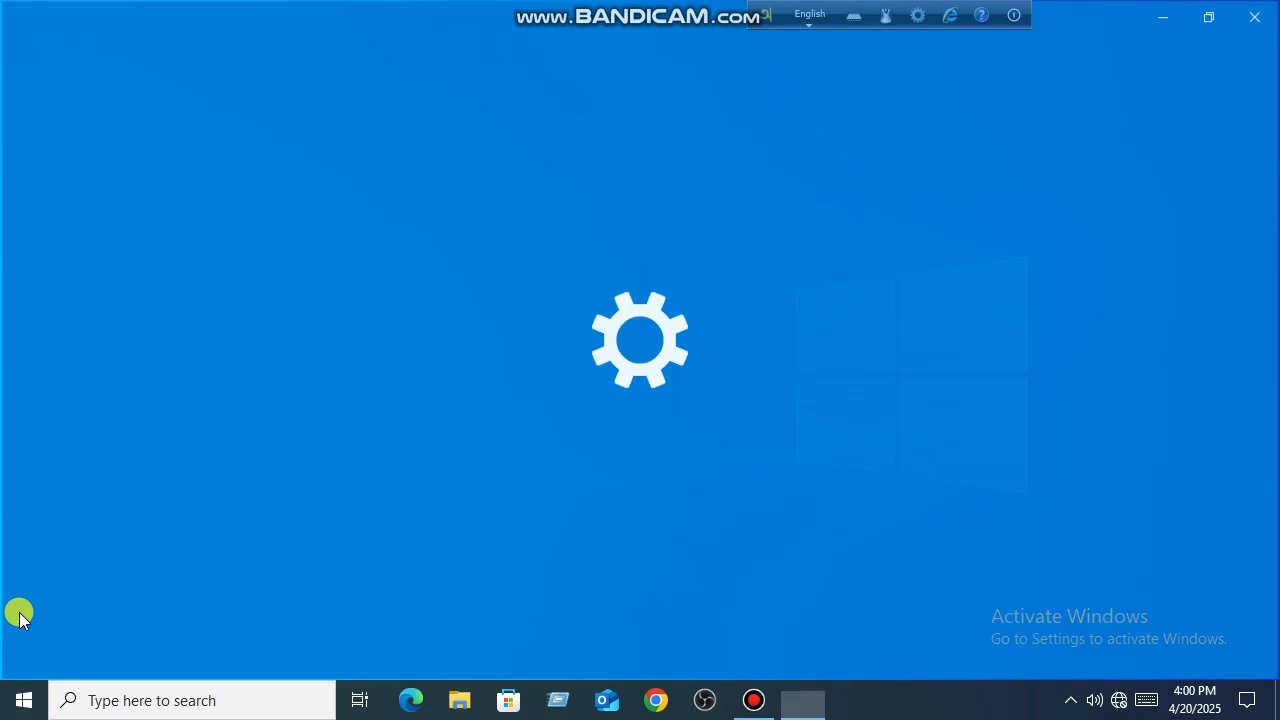 www.BANDICAM.com
English
Activate Windows
Go to Settings to activate Windows.
Type here to search
4:00 PM
4/20/2025